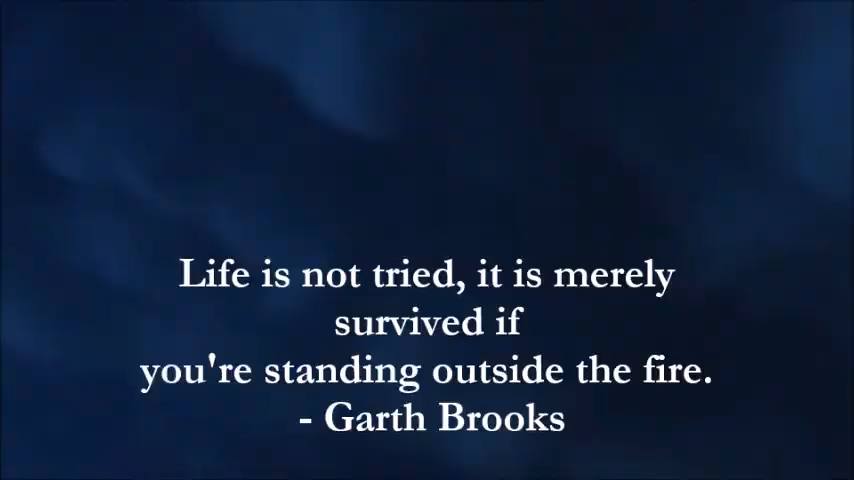 Life is not tried, it is merely
survived if
you're standing outside the fire.
- Garth Brooks